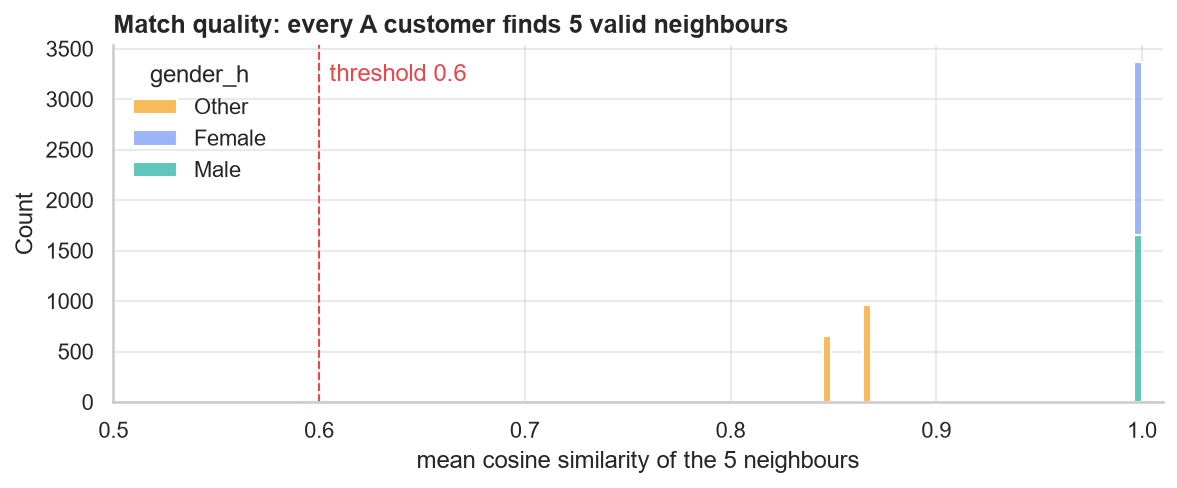 Match quality: every A customer finds 5 valid neighbours
3500
3000
2500
2000
1500
1000
500
0
Count
gender_h
Other
Female
Male
threshold 0.6
0.5 0.6 0.7 0.8 0.9 1.0
mean cosine similarity of the 5 neighbours